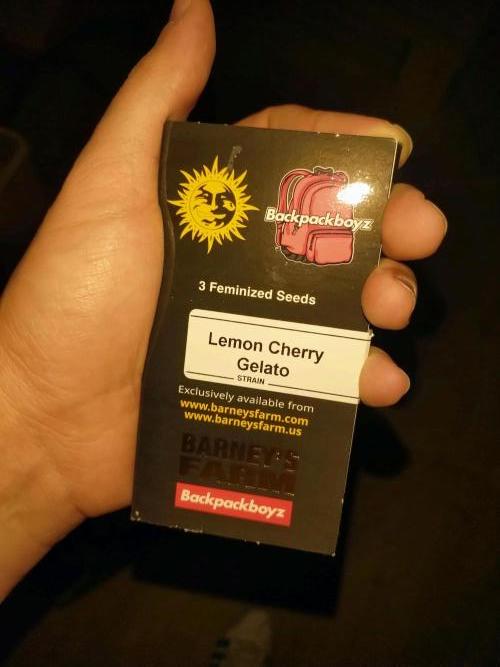 Backpackboyz
3 Feminized Seeds
Lemon Cherry
Gelato
STRAIN
Exclusively available from
www.barneysfarm.com
www.barneysfarm.us
BARNEY'S
FARM
Backpackboyz